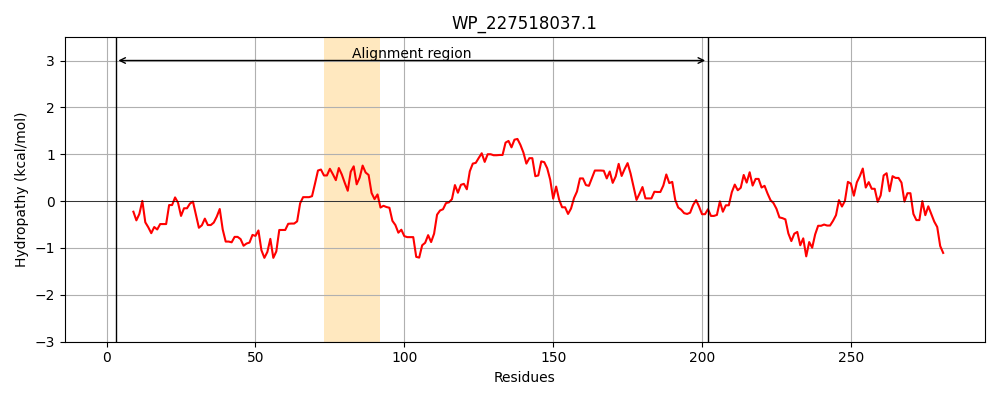 WP_227518037.1
Alignment region
Hydropathy (kcal/mol)
3
2
1
0
−1
−2
−3
0 50 100 150 200 250
Residues